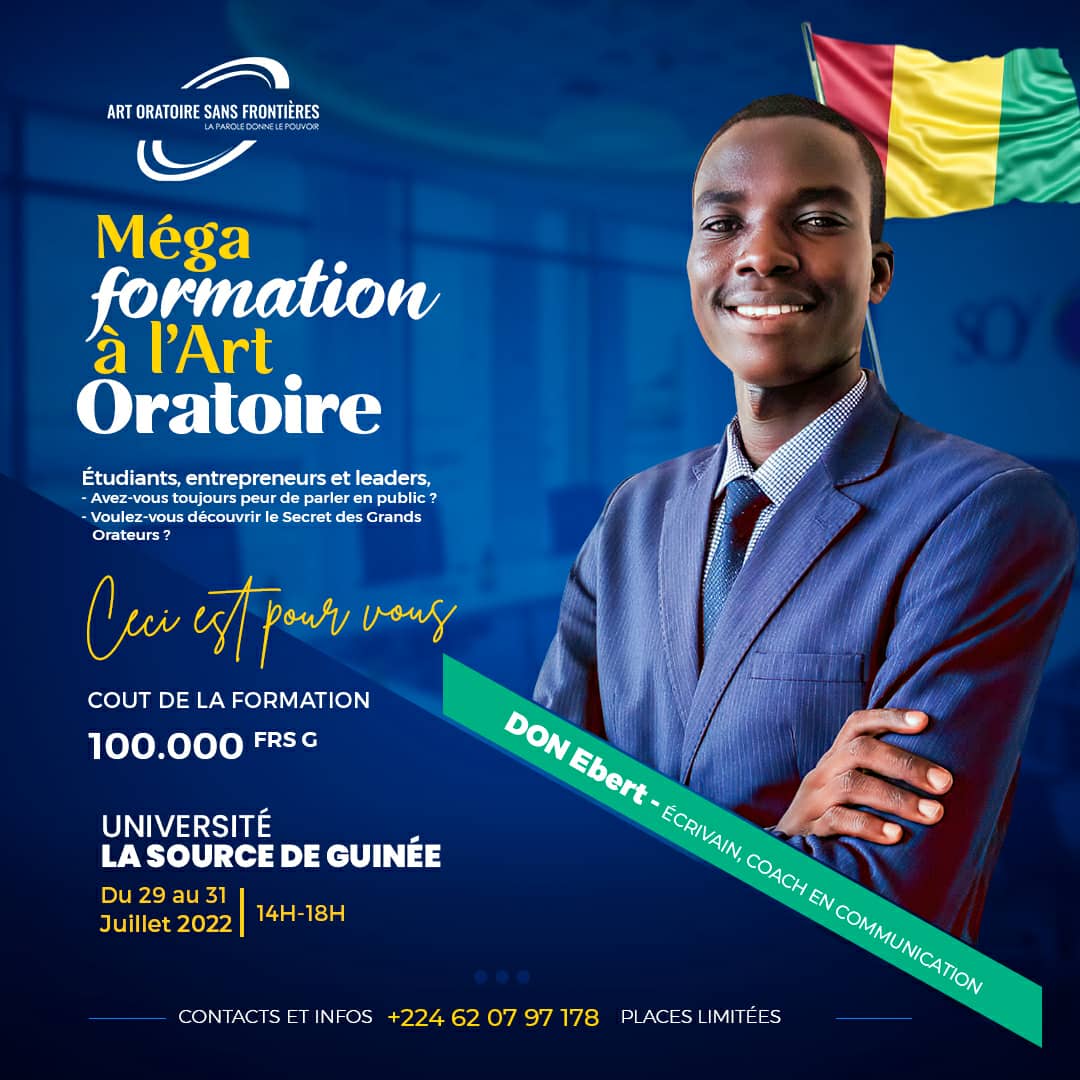 ART ORATOIRE SANS FRONTIÈRES
LA PAROLE DONNE LE POUVOIR
Méga
formation
à l'Art
Oratoire
Étudiants, entrepreneurs et leaders,
- Avez-vous toujours peur de parler en public ?
- Voulez-vous découvrir le Secret des Grands
Orateurs ?
Ceci est pour vous
COUT DE LA FORMATION
100.000 FRS G
DON Ebert - ÉCRIVAIN, COACH EN COMMUNICATION
UNIVERSITÉ
LA SOURCE DE GUINÉE
Du 29 au 31
Juillet 2022
14H-18H
CONTACTS ET INFOS +224 62 07 97 178 PLACES LIMITÉES